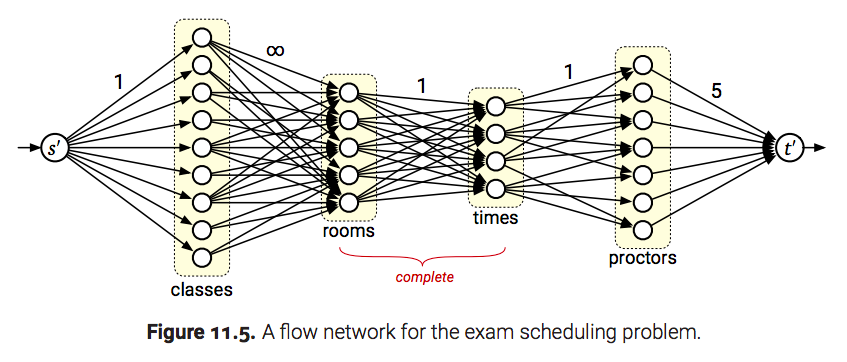 1
∞
1
1
5
s′
t′
rooms
times
proctors
classes
complete
Figure 11.5. A flow network for the exam scheduling problem.